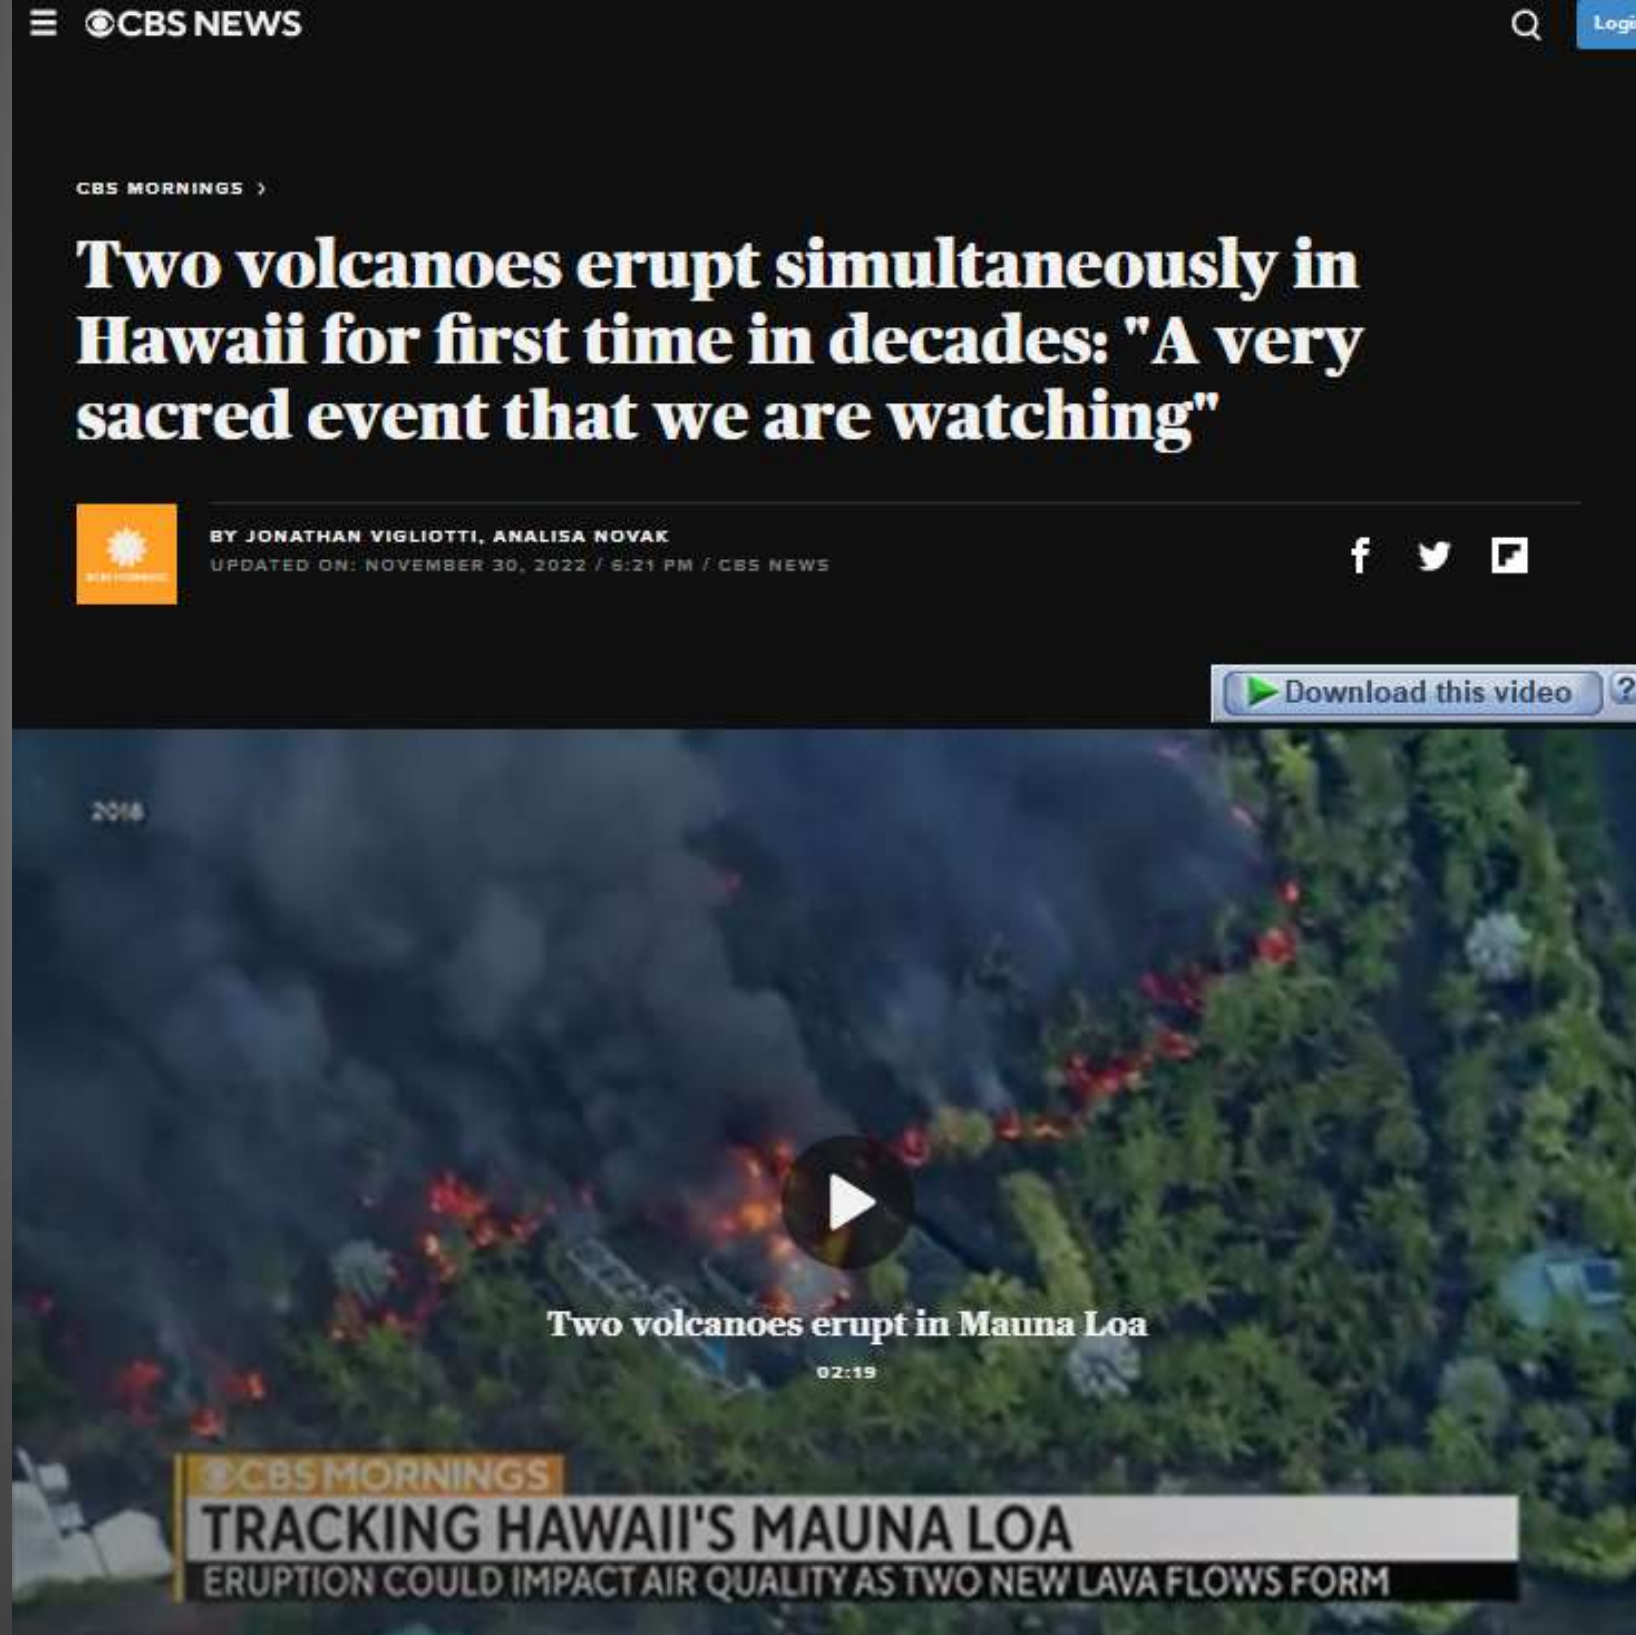 CBS NEWS
Logi
CBS MORNINGS >
Two volcanoes erupt simultaneously in
Hawaii for first time in decades: "A very
sacred event that we are watching"
BY JONATHAN VIGLIOTTI, ANALISA NOVAK
UPDATED ON: NOVEMBER 30, 2022 / 6:21 PM / CBS NEWS
Download this video ?
2018
Two volcanoes erupt in Mauna Loa
02:19
CBS MORNINGS
TRACKING HAWAII'S MAUNA LOA
ERUPTION COULD IMPACT AIR QUALITY AS TWO NEW LAVA FLOWS FORM